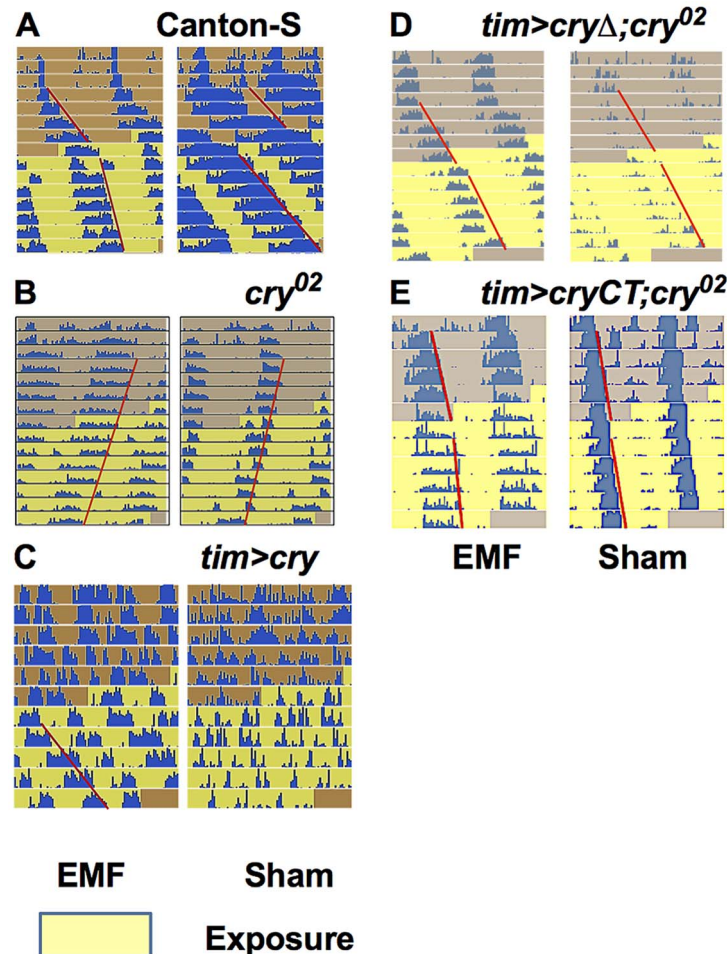 A Canton-S
B cry02
C tim>cry
EMF Sham
Exposure
D tim>cryΔ;cry02
E tim>cryCT;cry02
EMF Sham